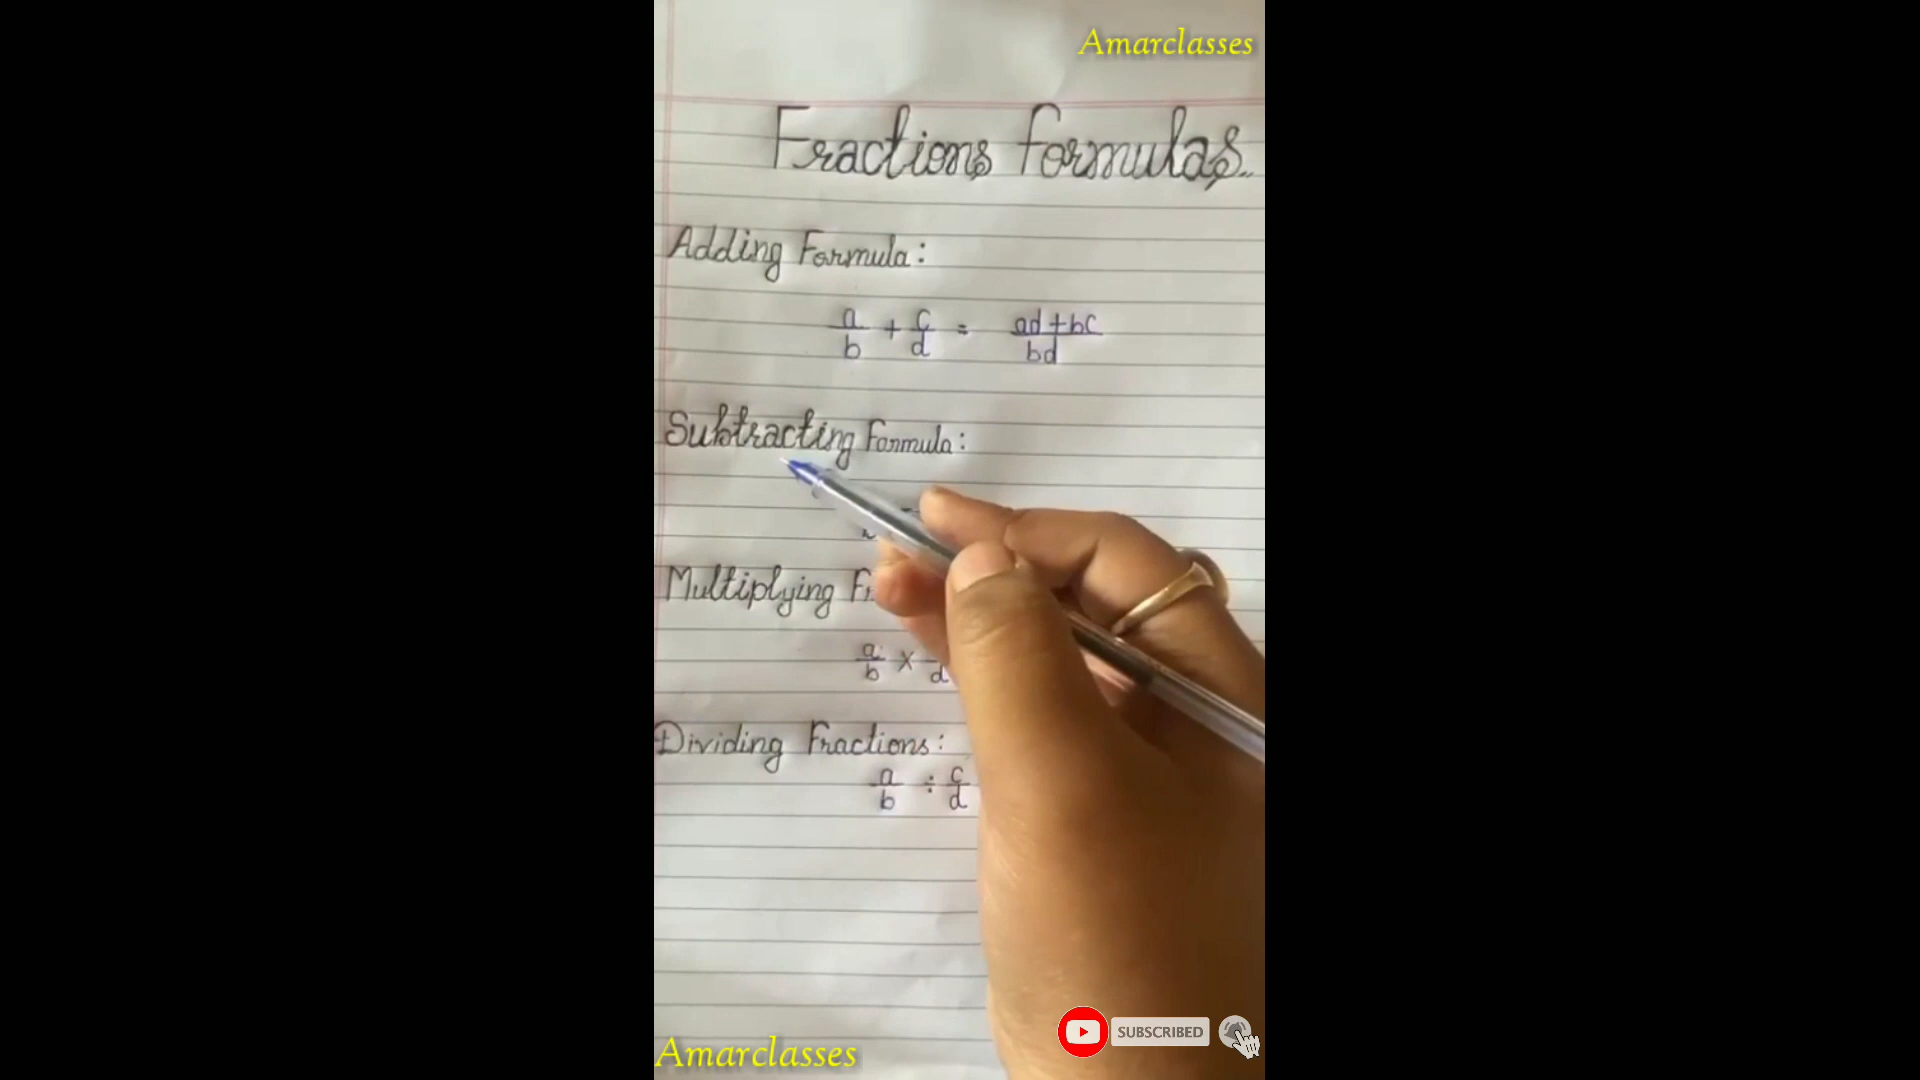 Amarclasses
Fractions Formulas..
Adding Formula:
a/b + c/d = ad+bc/bd
Subtracting Formula:
Multiplying
a/b × /d
Dividing Fractions:
a/b ÷ c/d
Amarclasses
SUBSCRIBED